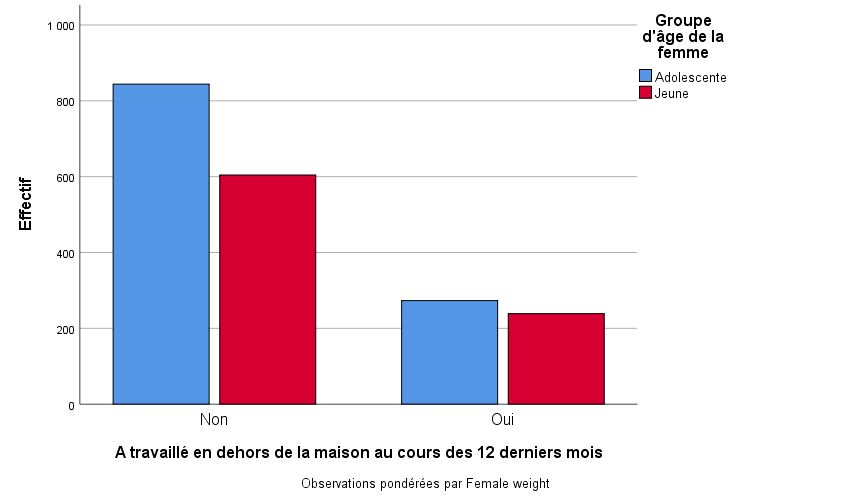 Groupe
d'âge de la
femme
Adolescente
Jeune
Effectif
1 000
800
600
400
200
0
Non
Oui
A travaillé en dehors de la maison au cours des 12 derniers mois
Observations pondérées par Female weight